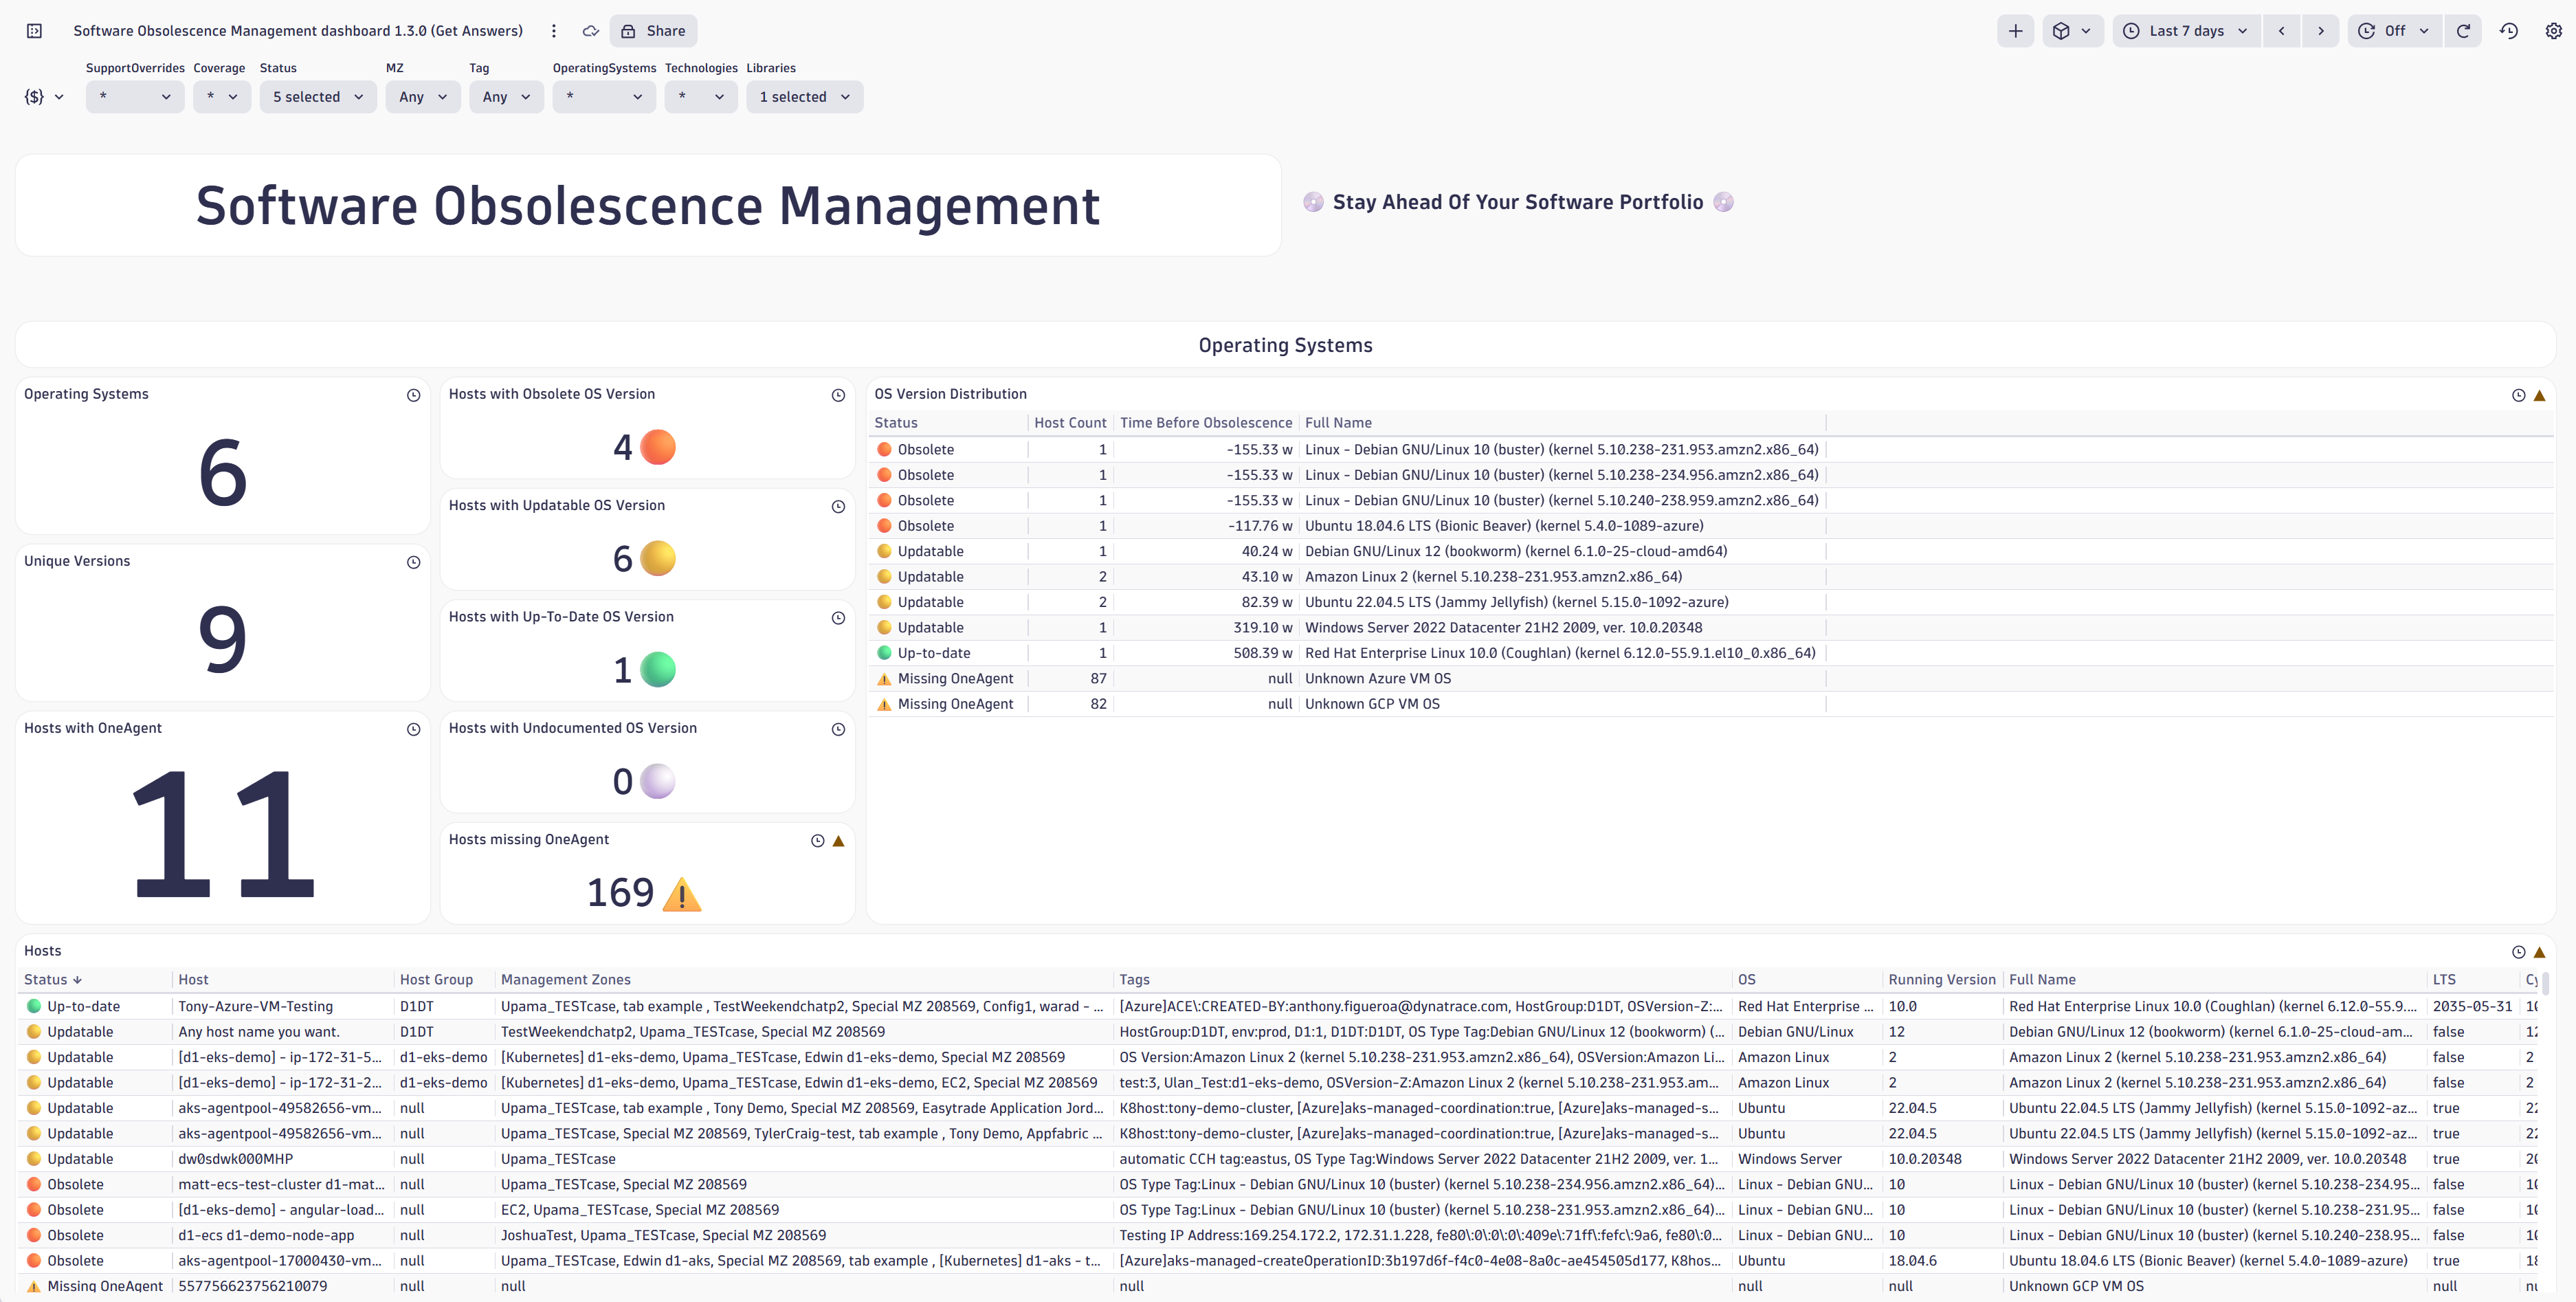 Software Obsolescence Management dashboard 1.3.0 (Get Answers)
Share
Last 7 days
Off
SupportOverrides Coverage Status MZ Tag OperatingSystems Technologies Libraries
{$} * * 5 selected Any Any * * 1 selected
Software Obsolescence Management
Stay Ahead Of Your Software Portfolio
Operating Systems
Operating Systems
6
Unique Versions
9
Hosts with OneAgent
11
Hosts with Obsolete OS Version
4
Hosts with Updatable OS Version
6
Hosts with Up-To-Date OS Version
1
Hosts with Undocumented OS Version
0
Hosts missing OneAgent
169
OS Version Distribution
Status Host Count Time Before Obsolescence Full Name
Obsolete 1 -155.33 w Linux - Debian GNU/Linux 10 (buster) (kernel 5.10.238-231.953.amzn2.x86_64)
Obsolete 1 -155.33 w Linux - Debian GNU/Linux 10 (buster) (kernel 5.10.238-234.956.amzn2.x86_64)
Obsolete 1 -155.33 w Linux - Debian GNU/Linux 10 (buster) (kernel 5.10.240-238.959.amzn2.x86_64)
Obsolete 1 -117.76 w Ubuntu 18.04.6 LTS (Bionic Beaver) (kernel 5.4.0-1089-azure)
Updatable 1 40.24 w Debian GNU/Linux 12 (bookworm) (kernel 6.1.0-25-cloud-amd64)
Updatable 2 43.10 w Amazon Linux 2 (kernel 5.10.238-231.953.amzn2.x86_64)
Updatable 2 82.39 w Ubuntu 22.04.5 LTS (Jammy Jellyfish) (kernel 5.15.0-1092-azure)
Updatable 1 319.10 w Windows Server 2022 Datacenter 21H2 2009, ver. 10.0.20348
Up-to-date 1 508.39 w Red Hat Enterprise Linux 10.0 (Coughlan) (kernel 6.12.0-55.9.1.el10_0.x86_64)
Missing OneAgent 87 null Unknown Azure VM OS
Missing OneAgent 82 null Unknown GCP VM OS
Hosts
Status Host Host Group Management Zones Tags OS Running Version Full Name LTS
Up-to-date Tony-Azure-VM-Testing D1DT Upama_TESTcase, tab example , TestWeekendchatp2, Special MZ 208569, Config1, warad - ... [Azure]ACE\:CREATED-BY:anthony.figueroa@dynatrace.com, HostGroup:D1DT, OSVersion-Z:... Red Hat Enterprise ... 10.0 Red Hat Enterprise Linux 10.0 (Coughlan) (kernel 6.12.0-55.9.... 2035-05-31
Updatable Any host name you want. D1DT TestWeekendchatp2, Upama_TESTcase, Special MZ 208569 HostGroup:D1DT, env:prod, D1:1, D1DT:D1DT, OS Type Tag:Debian GNU/Linux 12 (bookworm) (... Debian GNU/Linux 12 Debian GNU/Linux 12 (bookworm) (kernel 6.1.0-25-cloud-am... false
Updatable [d1-eks-demo] - ip-172-31-5... d1-eks-demo [Kubernetes] d1-eks-demo, Upama_TESTcase, Edwin d1-eks-demo, Special MZ 208569 OS Version:Amazon Linux 2 (kernel 5.10.238-231.953.amzn2.x86_64), OSVersion:Amazon Li... Amazon Linux 2 Amazon Linux 2 (kernel 5.10.238-231.953.amzn2.x86_64) false 2
Updatable [d1-eks-demo] - ip-172-31-2... d1-eks-demo [Kubernetes] d1-eks-demo, Upama_TESTcase, Edwin d1-eks-demo, EC2, Special MZ 208569 test:3, Ulan_Test:d1-eks-demo, OSVersion-Z:Amazon Linux 2 (kernel 5.10.238-231.953.am... Amazon Linux 2 Amazon Linux 2 (kernel 5.10.238-231.953.amzn2.x86_64) false 2
Updatable aks-agentpool-49582656-vm... null Upama_TESTcase, tab example , Tony Demo, Special MZ 208569, Easytrade Application Jord... K8host:tony-demo-cluster, [Azure]aks-managed-coordination:true, [Azure]aks-managed-s... Ubuntu 22.04.5 Ubuntu 22.04.5 LTS (Jammy Jellyfish) (kernel 5.15.0-1092-az... true
Updatable aks-agentpool-49582656-vm... null Upama_TESTcase, Special MZ 208569, TylerCraig-test, tab example , Tony Demo, Appfabric ... K8host:tony-demo-cluster, [Azure]aks-managed-coordination:true, [Azure]aks-managed-s... Ubuntu 22.04.5 Ubuntu 22.04.5 LTS (Jammy Jellyfish) (kernel 5.15.0-1092-az... true
Updatable dw0sdwk000MHP null Upama_TESTcase automatic CCH tag:eastus, OS Type Tag:Windows Server 2022 Datacenter 21H2 2009, ver. 1... Windows Server 10.0.20348 Windows Server 2022 Datacenter 21H2 2009, ver. 10.0.20348 true
Obsolete matt-ecs-test-cluster d1-mat... null Upama_TESTcase, Special MZ 208569 OS Type Tag:Linux - Debian GNU/Linux 10 (buster) (kernel 5.10.238-234.956.amzn2.x86_64)... Linux - Debian GNU... 10 Linux - Debian GNU/Linux 10 (buster) (kernel 5.10.238-234.95... false
Obsolete [d1-eks-demo] - angular-load... null EC2, Upama_TESTcase, Special MZ 208569 OS Type Tag:Linux - Debian GNU/Linux 10 (buster) (kernel 5.10.238-231.953.amzn2.x86_64)... Linux - Debian GNU... 10 Linux - Debian GNU/Linux 10 (buster) (kernel 5.10.238-231.95... false
Obsolete d1-ecs d1-demo-node-app null JoshuaTest, Upama_TESTcase, Special MZ 208569 Testing IP Address:169.254.172.2, 172.31.1.228, fe80\:0\:0\:0\:409e\:71ff\:fefc\:9a6, fe80\:0... Linux - Debian GNU... 10 Linux - Debian GNU/Linux 10 (buster) (kernel 5.10.240-238.95... false
Obsolete aks-agentpool-17000430-vm... null Upama_TESTcase, Edwin d1-aks, Special MZ 208569, tab example , [Kubernetes] d1-aks - t... [Azure]aks-managed-createOperationID:3b197d6f-f4c0-4e08-8a0c-ae454505d177, K8hos... Ubuntu 18.04.6 Ubuntu 18.04.6 LTS (Bionic Beaver) (kernel 5.4.0-1089-azure) true
Missing OneAgent 557756623756210079 null null null null null Unknown GCP VM OS null